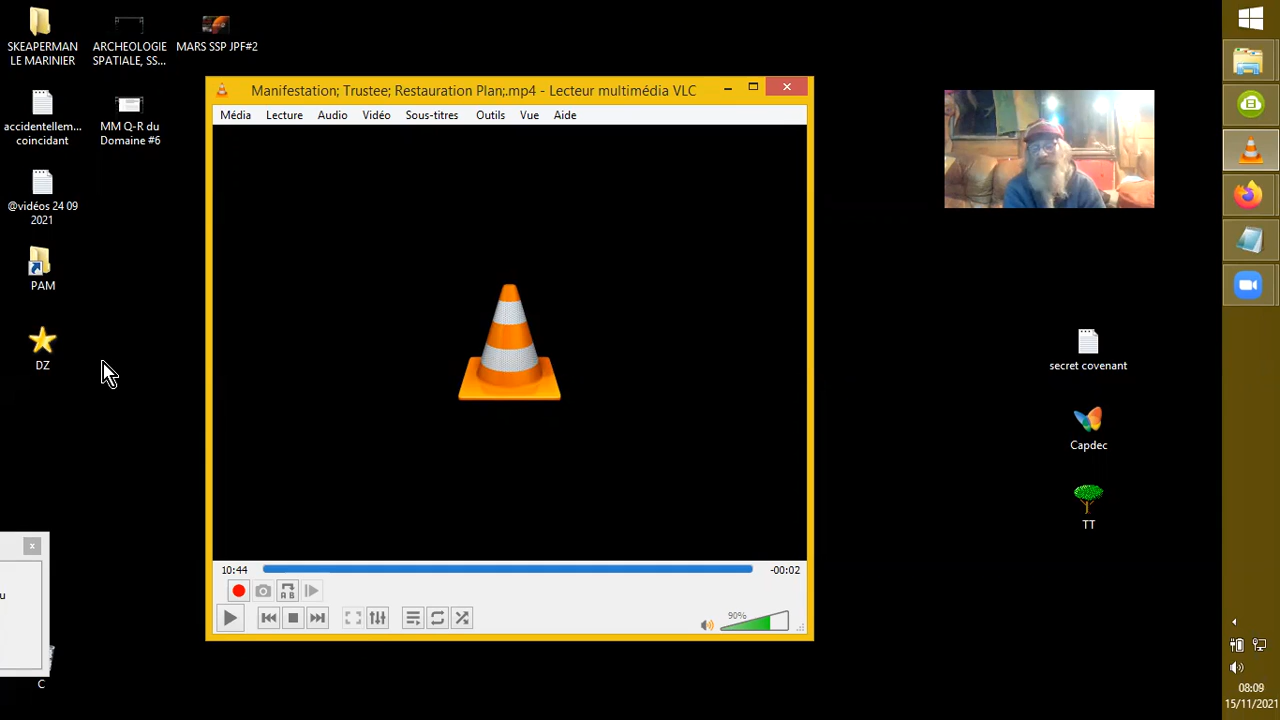 SKEAPERMAN
LE MARINIER
ARCHEOLOGIE
SPATIALE, SS...
MARS SSP JPF#2
accidentellem...
coincidant
MM Q-R du
Domaine #6
@vidéos 24 09
2021
PAM
DZ
x
u
C
Manifestation; Trustee; Restauration Plan;.mp4 - Lecteur multimédia VLC
Média Lecture Audio Vidéo Sous-titres Outils Vue Aide
10:44
-00:02
A B
90%
secret covenant
Capdec
TT
08:09
15/11/2021